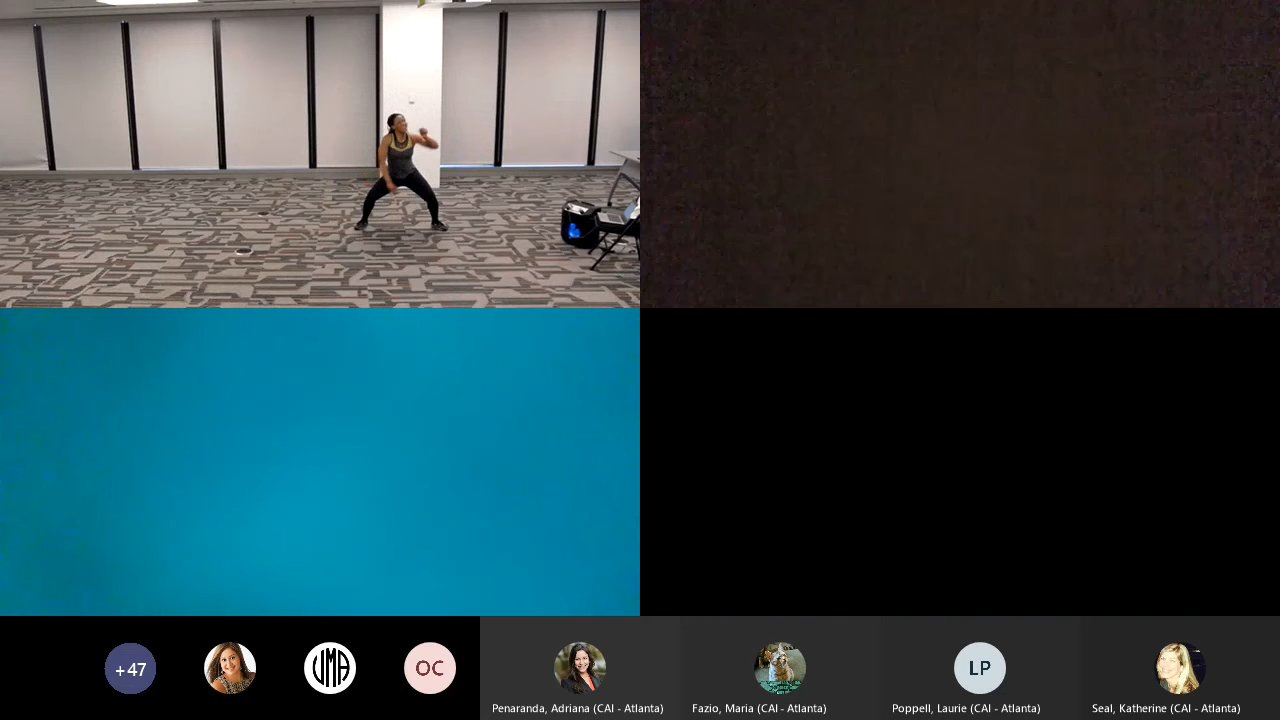 +47
UMA
OC
LP
Penaranda, Adriana (CAI - Atlanta)
Fazio, Maria (CAI - Atlanta)
Poppell, Laurie (CAI - Atlanta)
Seal, Katherine (CAI - Atlanta)